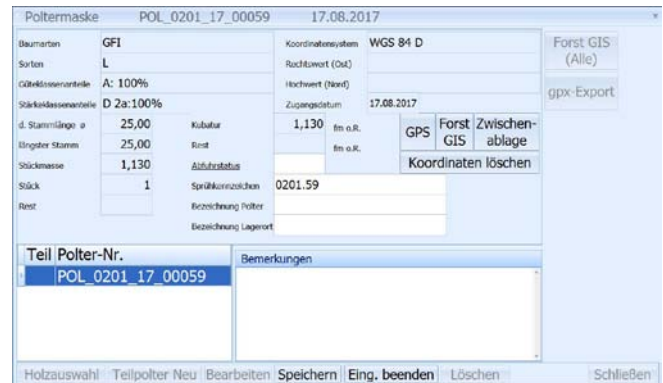 Poltermaske POL_0201_17_00059 17.08.2017
Baumarten GFI Koordinatensystem WGS 84 D
Sorten L Rechtswert (Ost)
Güteklassenanteile A: 100% Hochwert (Nord)
Stärkeklassenanteile D 2a:100% Zugangsdatum 17.08.2017
d. Stammlänge ø 25,00 Kubatur 1,130 fm o.R.
längster Stamm 25,00 Rest fm o.R.
Stückmasse 1,130 Abfuhrstatus
Stück 1 Sprühkennzeichen 0201.59
Rest Bezeichnung Polter
Bezeichnung Lagerort
GPS Forst GIS Zwischen-ablage
Koordinaten löschen
Forst GIS
(Alle)
gpx-Export
Teil Polter-Nr.
POL_0201_17_00059
Bemerkungen
Holzauswahl Teilpolter Neu Bearbeiten Speichern Eing. beenden Löschen Schließen